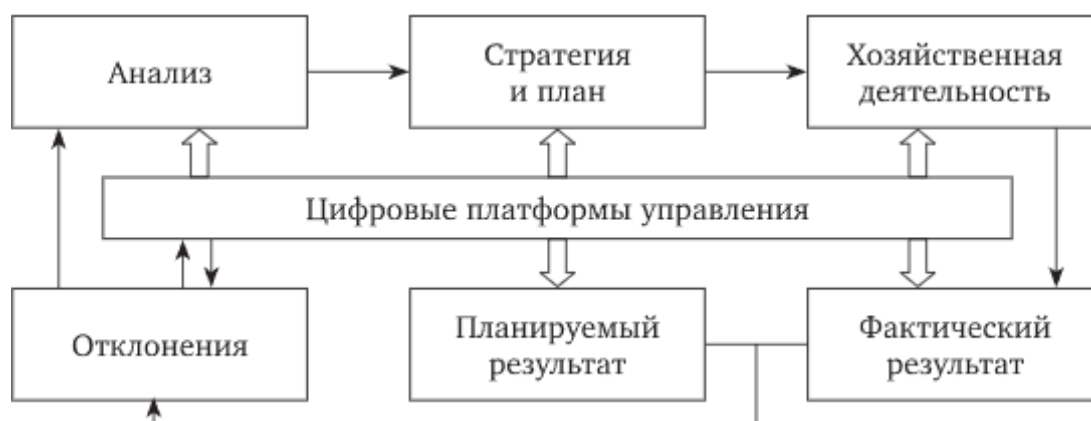 Анализ
Стратегия
и план
Хозяйственная
деятельность
Цифровые платформы управления
Отклонения
Планируемый
результат
Фактический
результат